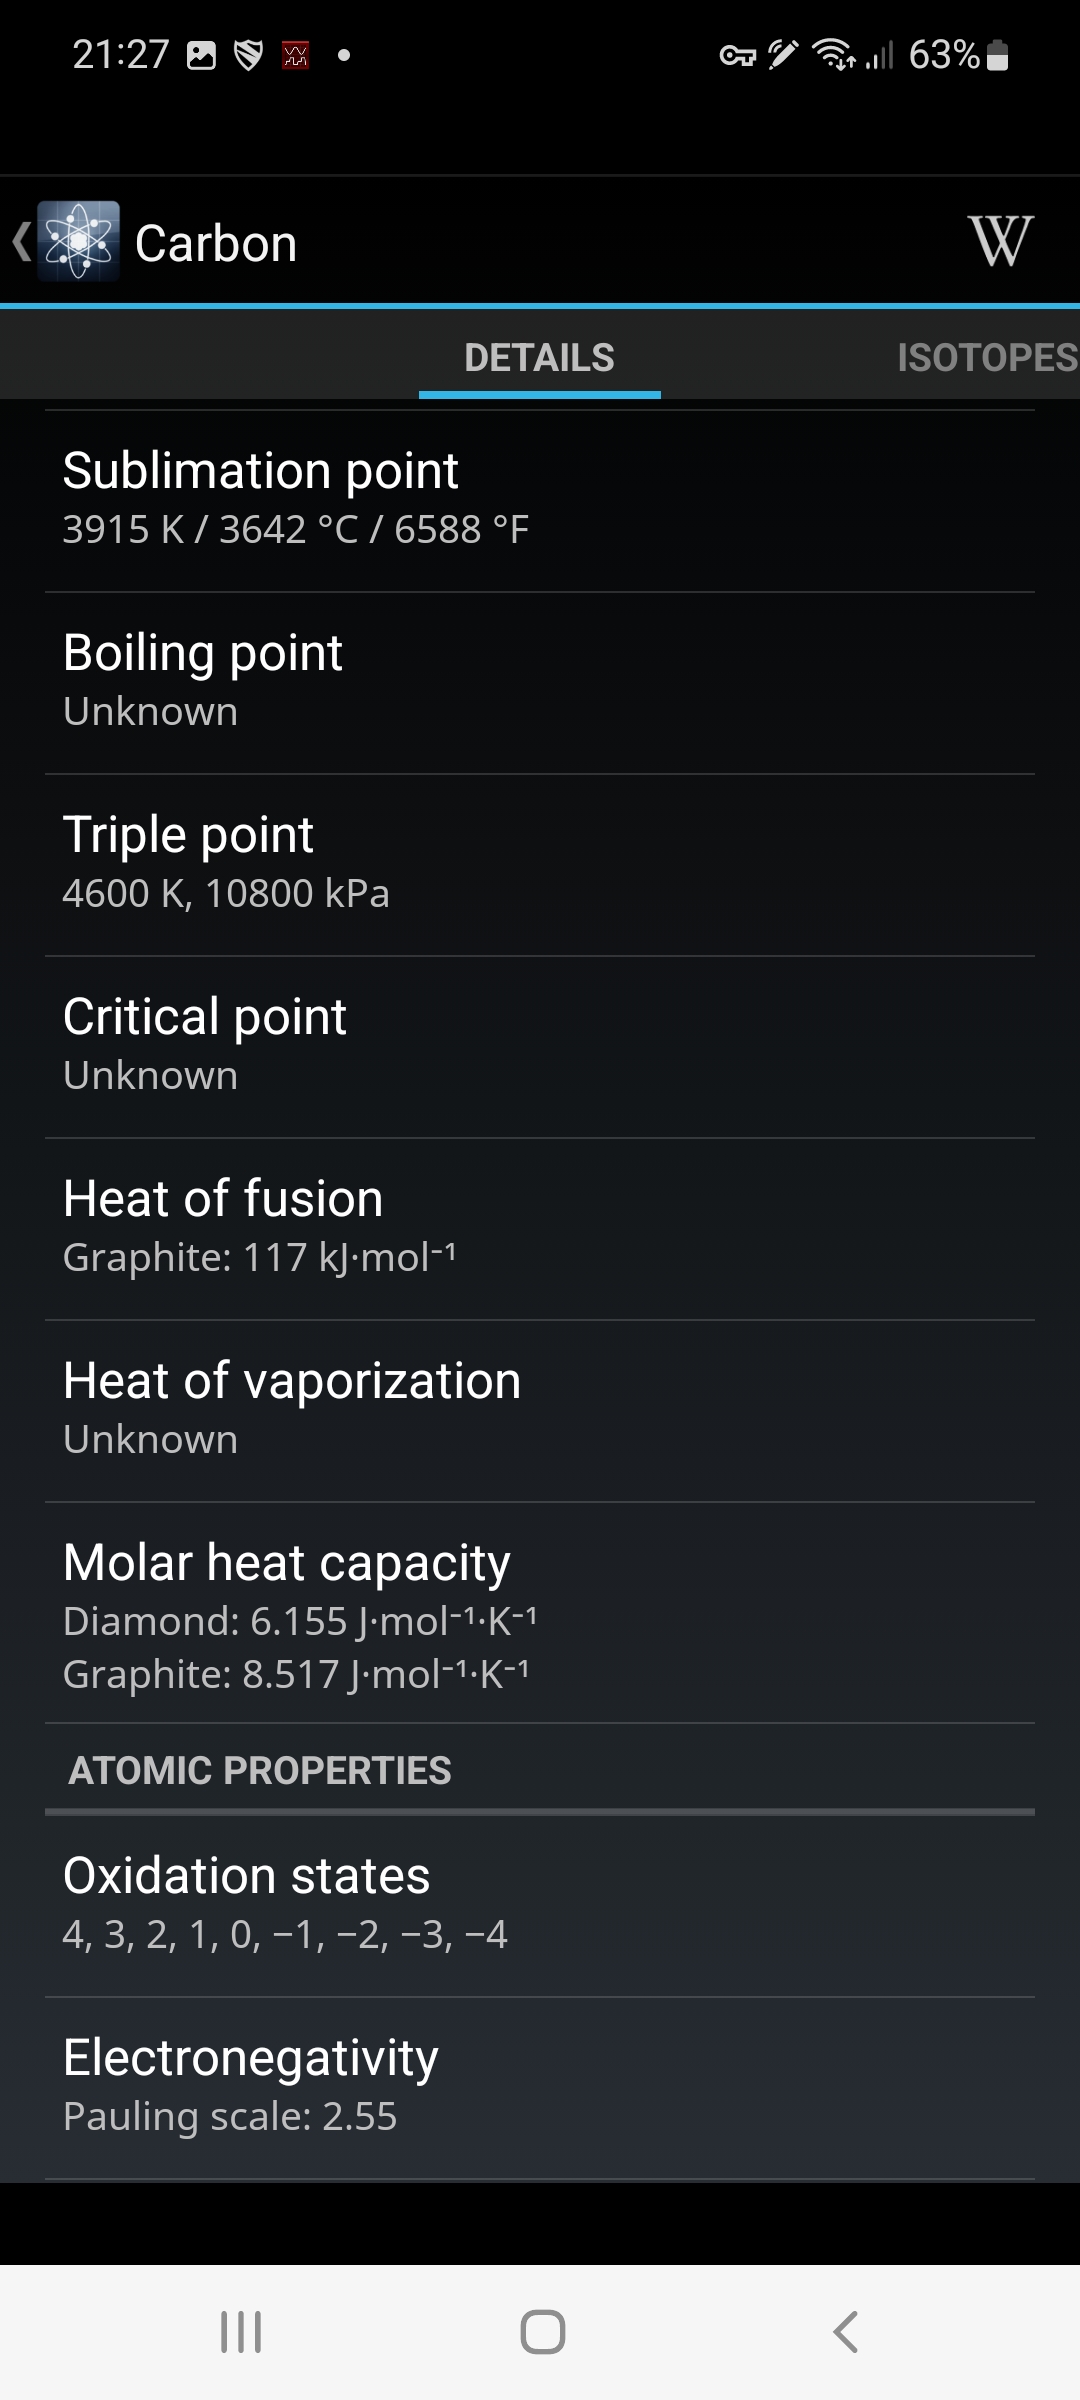 21:27 63%
Carbon W
DETAILS ISOTOPES
Sublimation point
3915 K / 3642 °C / 6588 °F
Boiling point
Unknown
Triple point
4600 K, 10800 kPa
Critical point
Unknown
Heat of fusion
Graphite: 117 kJ·mol⁻¹
Heat of vaporization
Unknown
Molar heat capacity
Diamond: 6.155 J·mol⁻¹·K⁻¹
Graphite: 8.517 J·mol⁻¹·K⁻¹
ATOMIC PROPERTIES
Oxidation states
4, 3, 2, 1, 0, −1, −2, −3, −4
Electronegativity
Pauling scale: 2.55